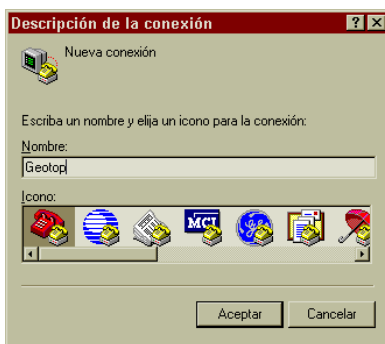 Descripción de la conexión
Nueva conexión
Escriba un nombre y elija un icono para la conexión:
Nombre:
Geotop
Icono:
MCI
Aceptar
Cancelar